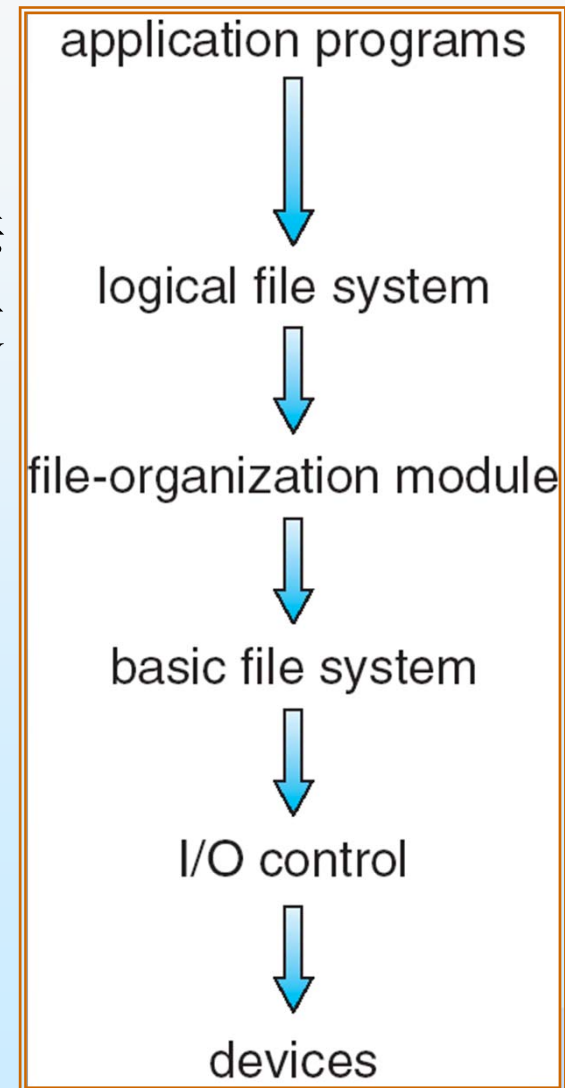 application programs
logical file system
file-organization module
basic file system
I/O control
devices